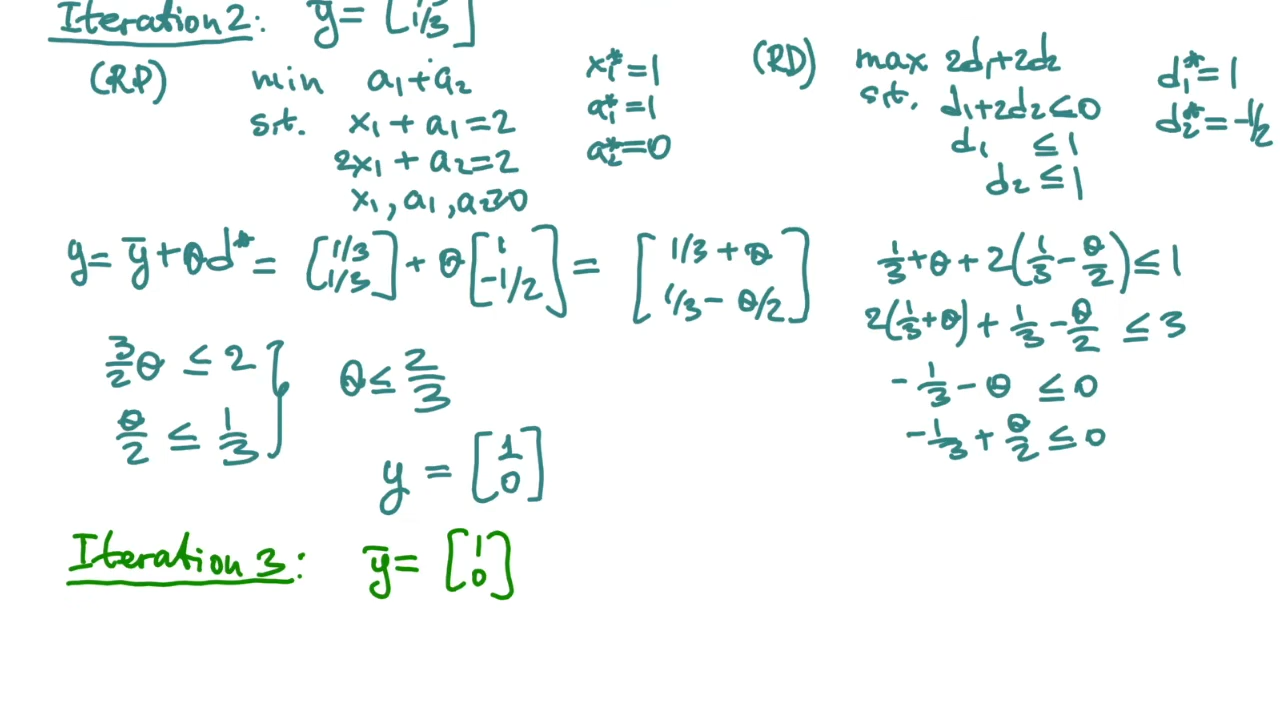 Iteration 2: ȳ = [1/3]
(RP) min a₁+a₂ x₁*=1
s.t. x₁ + a₁ = 2 a₁*=1
2x₁ + a₂ = 2 a₂*=0
x₁, a₁, a₂≥0
(RD) max 2d₁+2d₂ d₁*=1
s.t. d₁+2d₂ ≤ 0 d₂*=-1/2
d₁ ≤ 1
d₂ ≤ 1
y = ȳ + θd* = [1/3 1/3] + θ [1 -1/2] = [1/3 + θ 1/3 - θ/2]
1/3 + θ + 2(1/3 - θ/2) ≤ 1
2(1/3+θ) + 1/3 - θ/2 ≤ 3
-1/3 - θ ≤ 0
-1/3 + θ/2 ≤ 0
3/2 θ ≤ 2
θ/2 ≤ 1/3 } θ ≤ 2/3
y = [1 0]
Iteration 3: ȳ = [1 0]